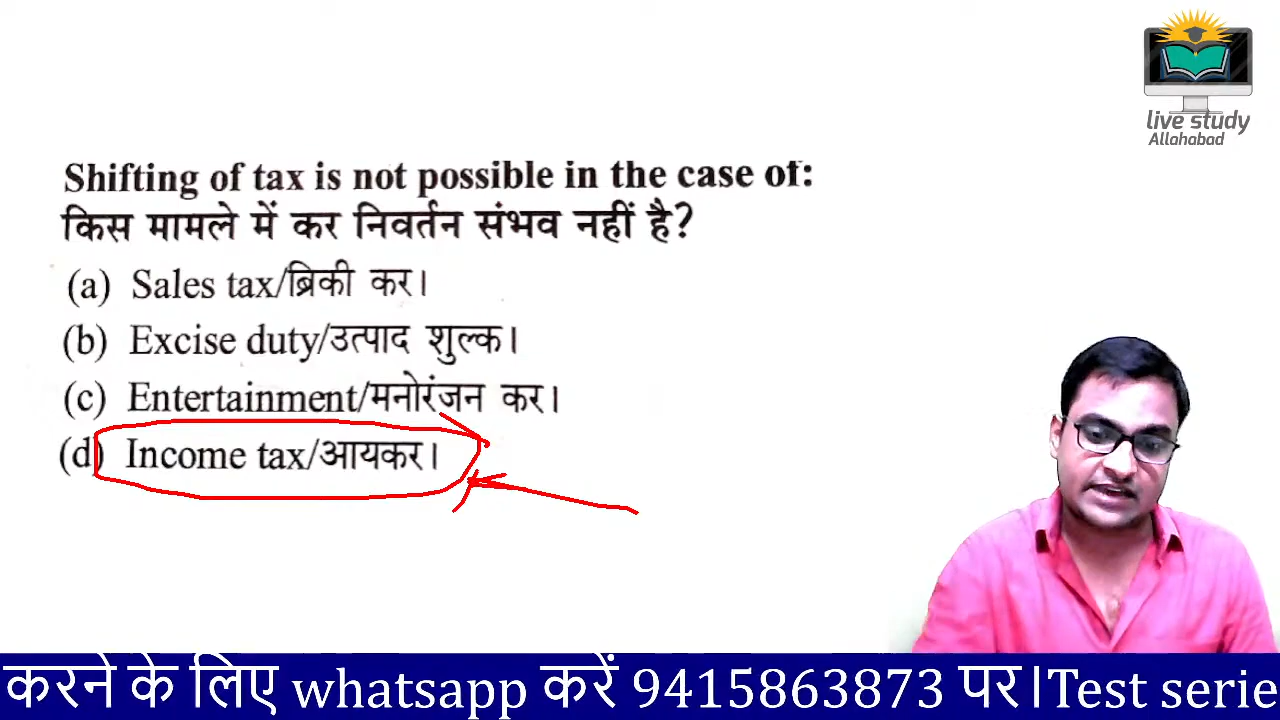 live study
Allahabad
Shifting of tax is not possible in the case of:
किस मामले में कर निवर्तन संभव नहीं है?
(a) Sales tax/ब्रिकी कर।
(b) Excise duty/उत्पाद शुल्क।
(c) Entertainment/मनोरंजन कर।
(d) Income tax/आयकर।
करने के लिए whatsapp करें 9415863873 पर।Test serie